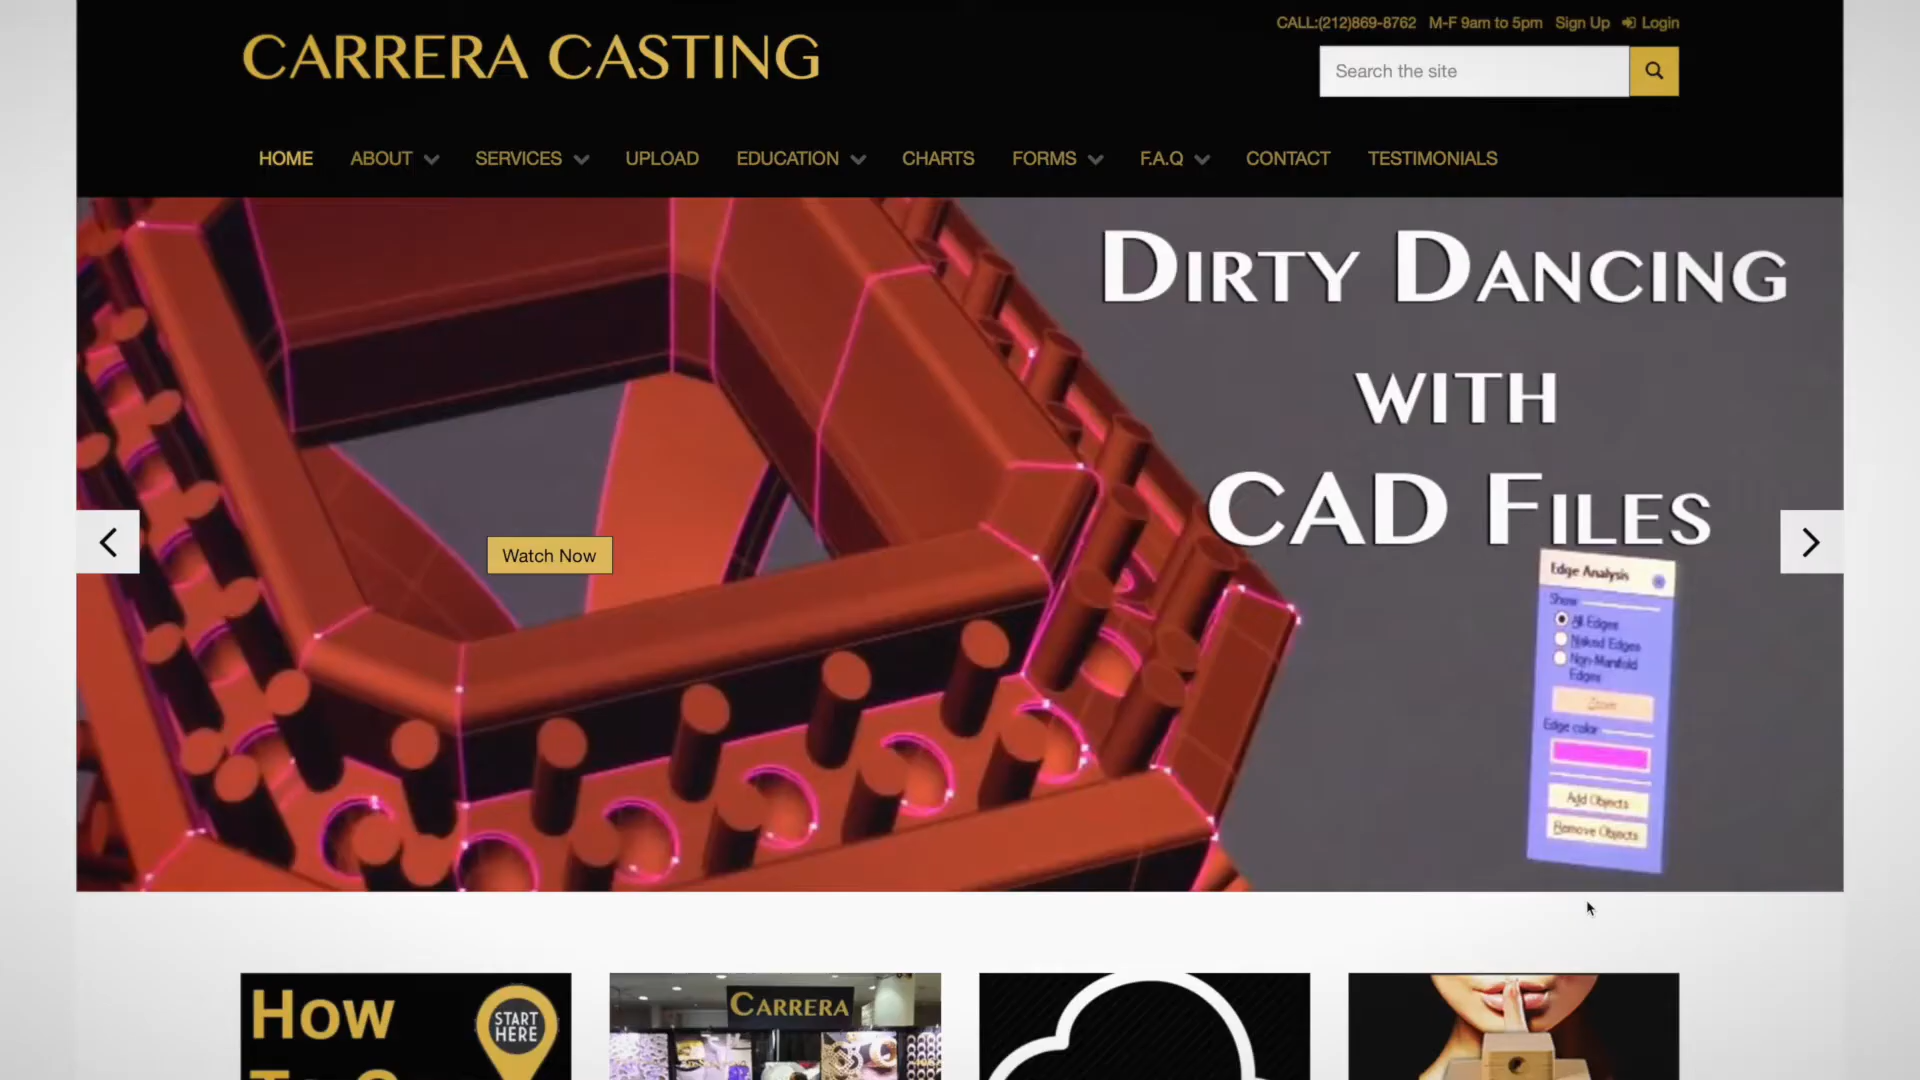 CALL:(212)869-8762 M-F 9am to 5pm Sign Up Login
CARRERA CASTING
Search the site
HOME ABOUT SERVICES UPLOAD EDUCATION CHARTS FORMS F.A.Q CONTACT TESTIMONIALS
DIRTY DANCING
WITH
CAD FILES
Watch Now
Edge Analysis
Show
All Edges
Naked Edges
Non-Manifold
Edges
Zoom
Edge color
Add Objects
Remove Objects
How
START
HERE
CARRERA